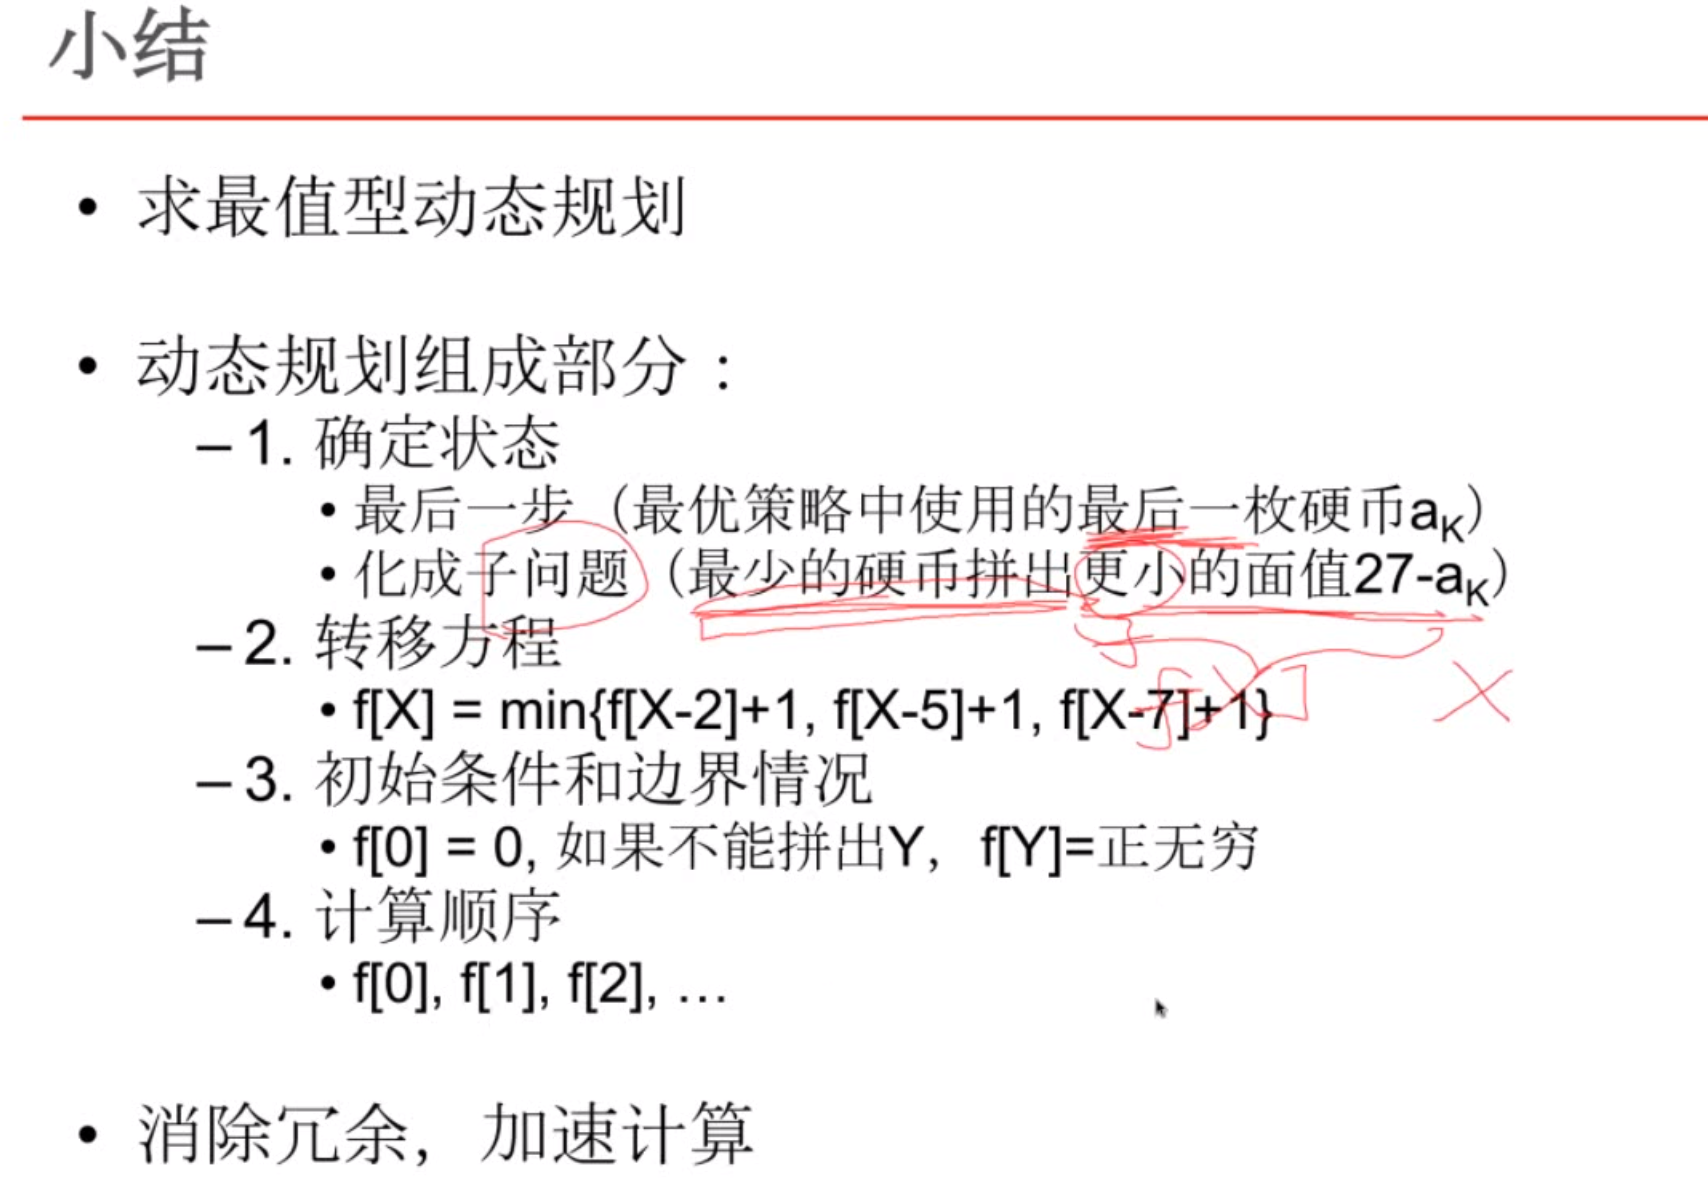 小结
• 求最值型动态规划
• 动态规划组成部分：
– 1. 确定状态
• 最后一步（最优策略中使用的最后一枚硬币aK）
• 化成子问题（最少的硬币拼出更小的面值27-aK）
– 2. 转移方程
• f[X] = min{f[X-2]+1, f[X-5]+1, f[X-7]+1}
f[X] X
– 3. 初始条件和边界情况
• f[0] = 0, 如果不能拼出Y，f[Y]=正无穷
– 4. 计算顺序
• f[0], f[1], f[2], …
• 消除冗余，加速计算